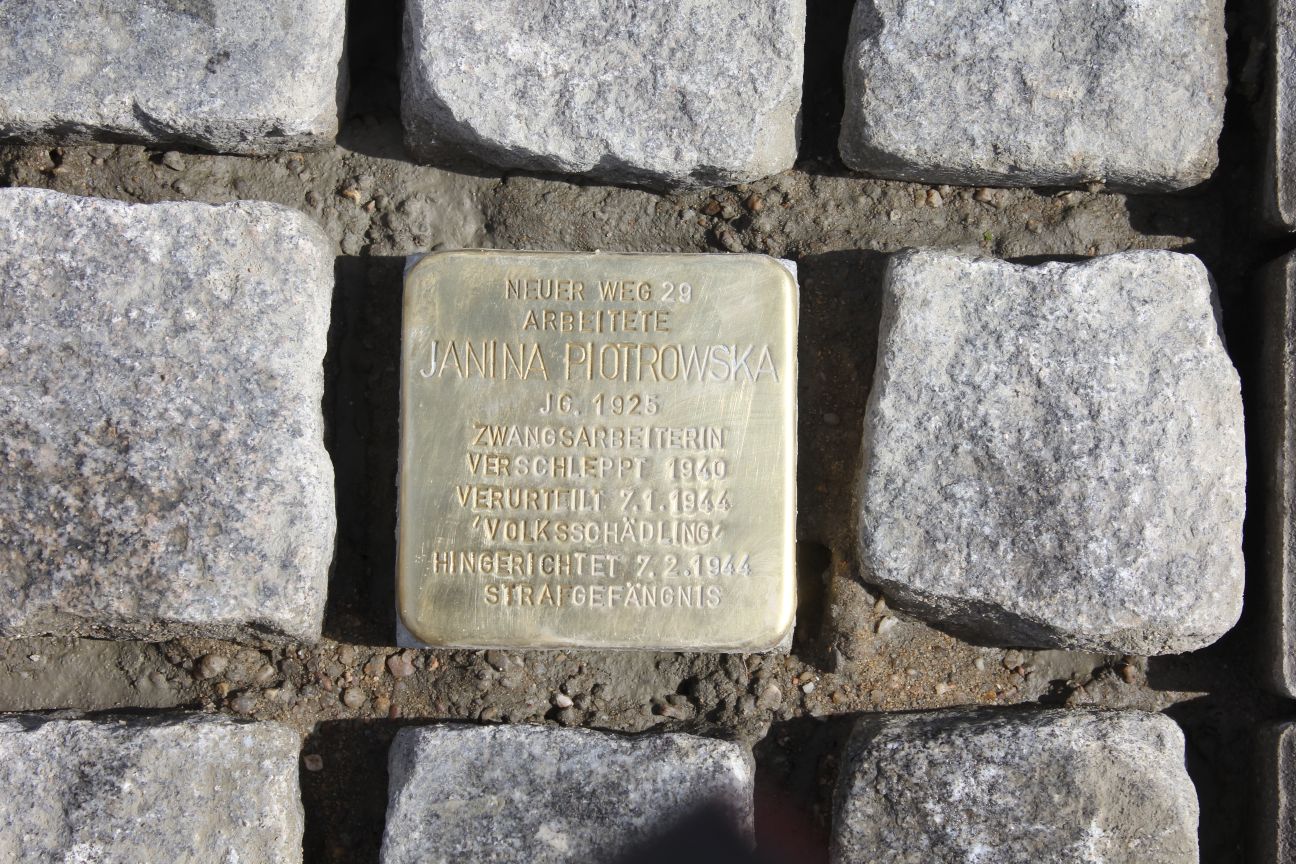 NEUER WEG 29
ARBEITETE
JANINA PIOTROWSKA
JG. 1925
ZWANGSARBEITERIN
VERSCHLEPPT 1940
VERURTEILT 7.1.1944
'VOLKSSCHÄDLING'
HINGERICHTET 7.2.1944
STRAFGEFÄNGNIS